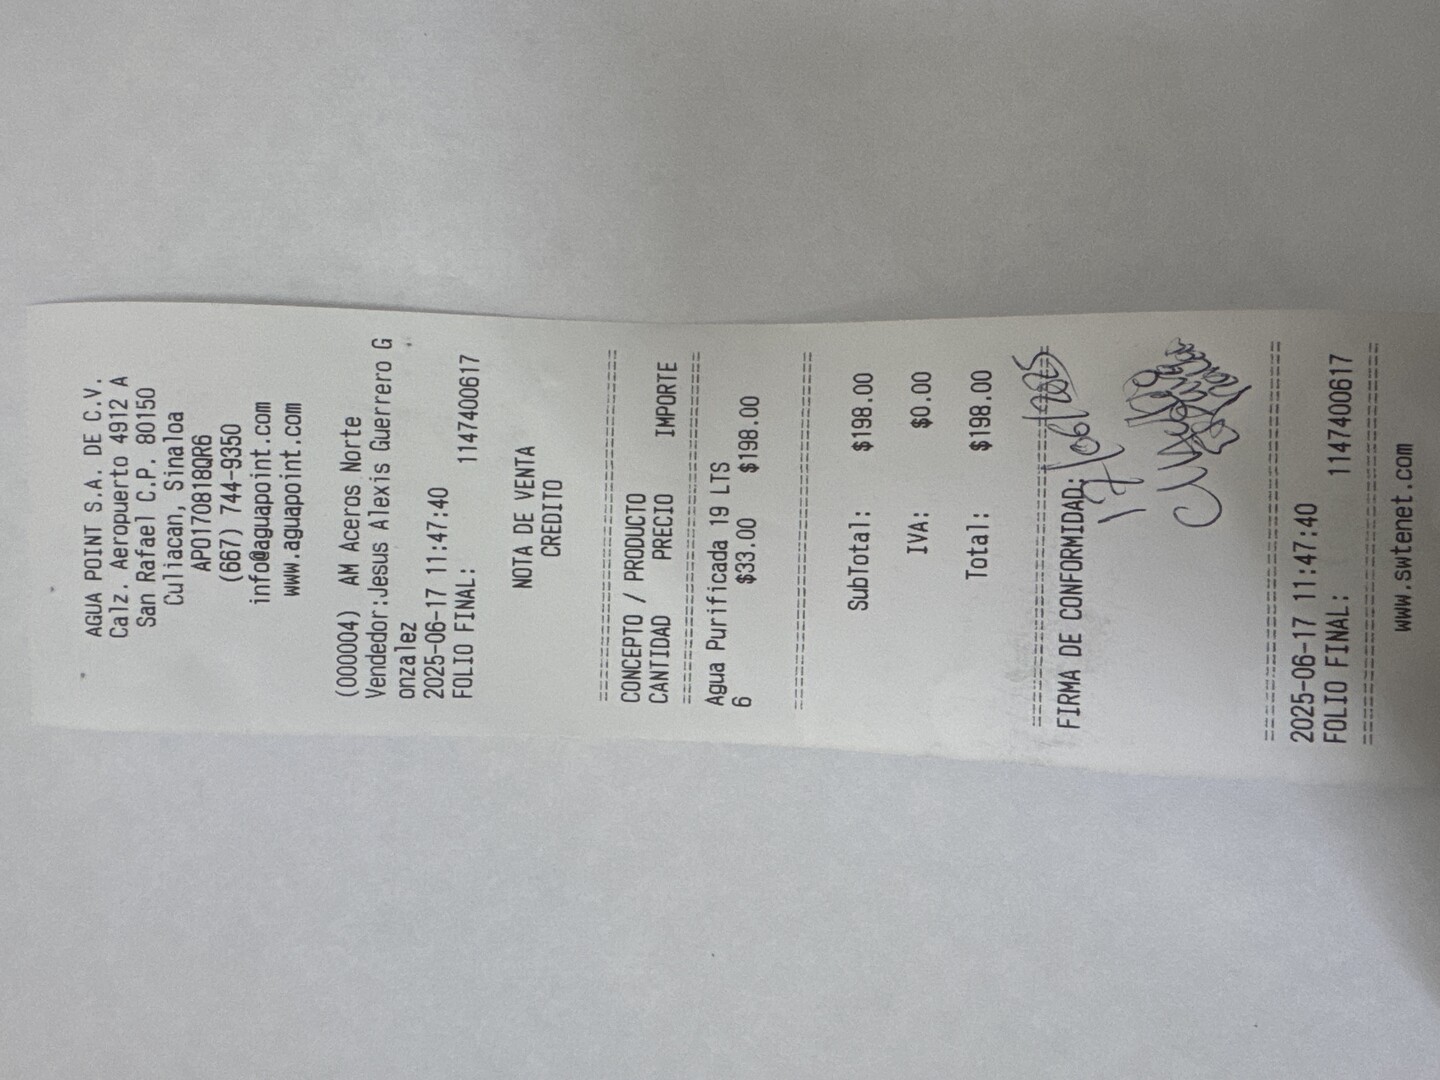 AGUA POINT S.A. DE C.V.
Calz. Aeropuerto 4912 A
San Rafael C.P. 80150
Culiacan, Sinaloa
APO170818QR6
(667) 744-9350
info@aguapoint.com
www.aguapoint.com
(000004) AM Aceros Norte
Vendedor:Jesus Alexis Guerrero G
onzalez
2025-06-17 11:47:40
FOLIO FINAL: 1147400617
NOTA DE VENTA
CREDITO
================================
CONCEPTO / PRODUCTO
CANTIDAD PRECIO IMPORTE
================================
Agua Purificada 19 LTS
6 $33.00 $198.00
================================
SubTotal: $198.00
IVA: $0.00
Total: $198.00
================================
FIRMA DE CONFORMIDAD:
17/06/2025
================================
2025-06-17 11:47:40
FOLIO FINAL: 1147400617
================================
www.swtenet.com